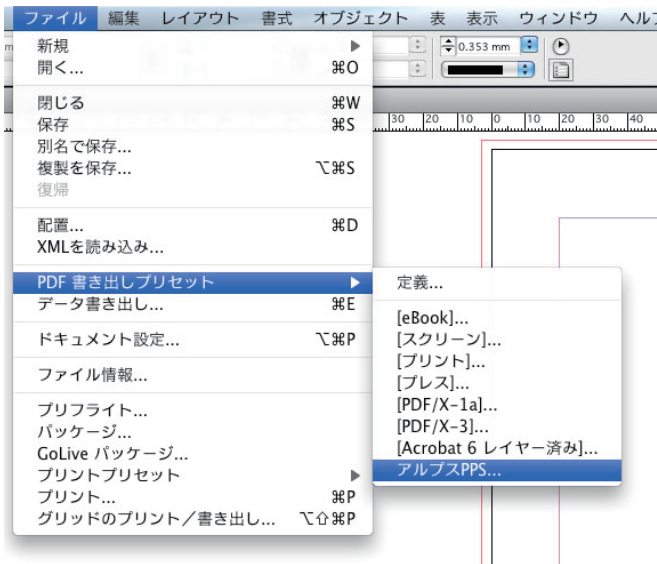 ファイル 編集 レイアウト 書式 オブジェクト 表 表示 ウィンドウ ヘル
新規
開く... ⌘O
0.353 mm
閉じる ⌘W
保存 ⌘S
30 20 10 0 10 20 30 40
別名で保存...
複製を保存... ⌥⌘S
復帰
配置... ⌘D
XMLを読み込み...
PDF 書き出しプリセット
データ書き出し... ⌘E
ドキュメント設定... ⌥⌘P
ファイル情報...
プリフライト...
パッケージ...
GoLive パッケージ...
プリントプリセット
プリント... ⌘P
グリッドのプリント／書き出し... ⌥⇧⌘P
定義...
[eBook]...
[スクリーン]...
[プリント]...
[プレス]...
[PDF/X-1a]...
[PDF/X-3]...
[Acrobat 6 レイヤー済み]...
アルプスPPS...